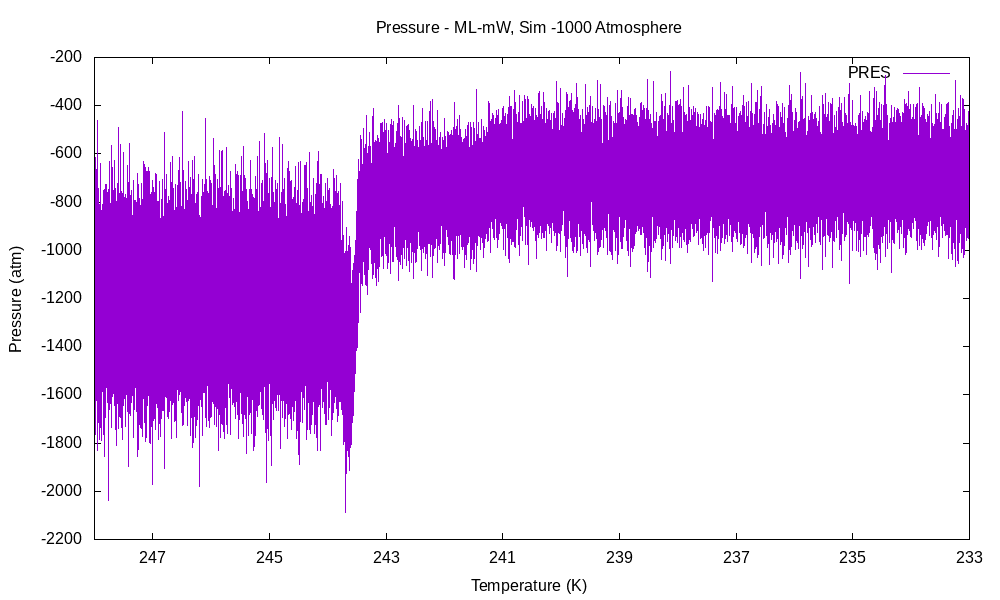 Pressure - ML-mW, Sim -1000 Atmosphere
-200
PRES
-400
-600
-800
-1000
-1200
-1400
-1600
-1800
-2000
-2200
Pressure (atm)
247 245 243 241 239 237 235 233
Temperature (K)